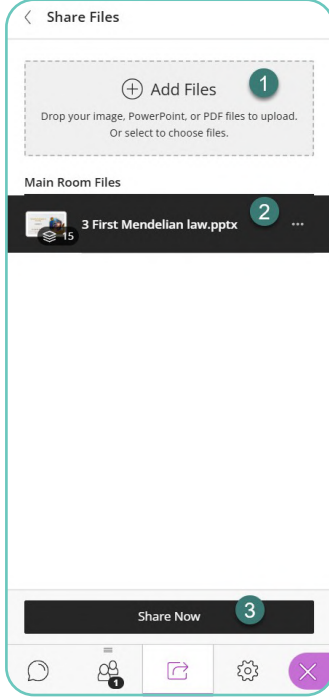 Share Files
Add Files 1
Drop your image, PowerPoint, or PDF files to upload.
Or select to choose files.
Main Room Files
2
15 3 First Mendelian law.pptx
Share Now 3
1